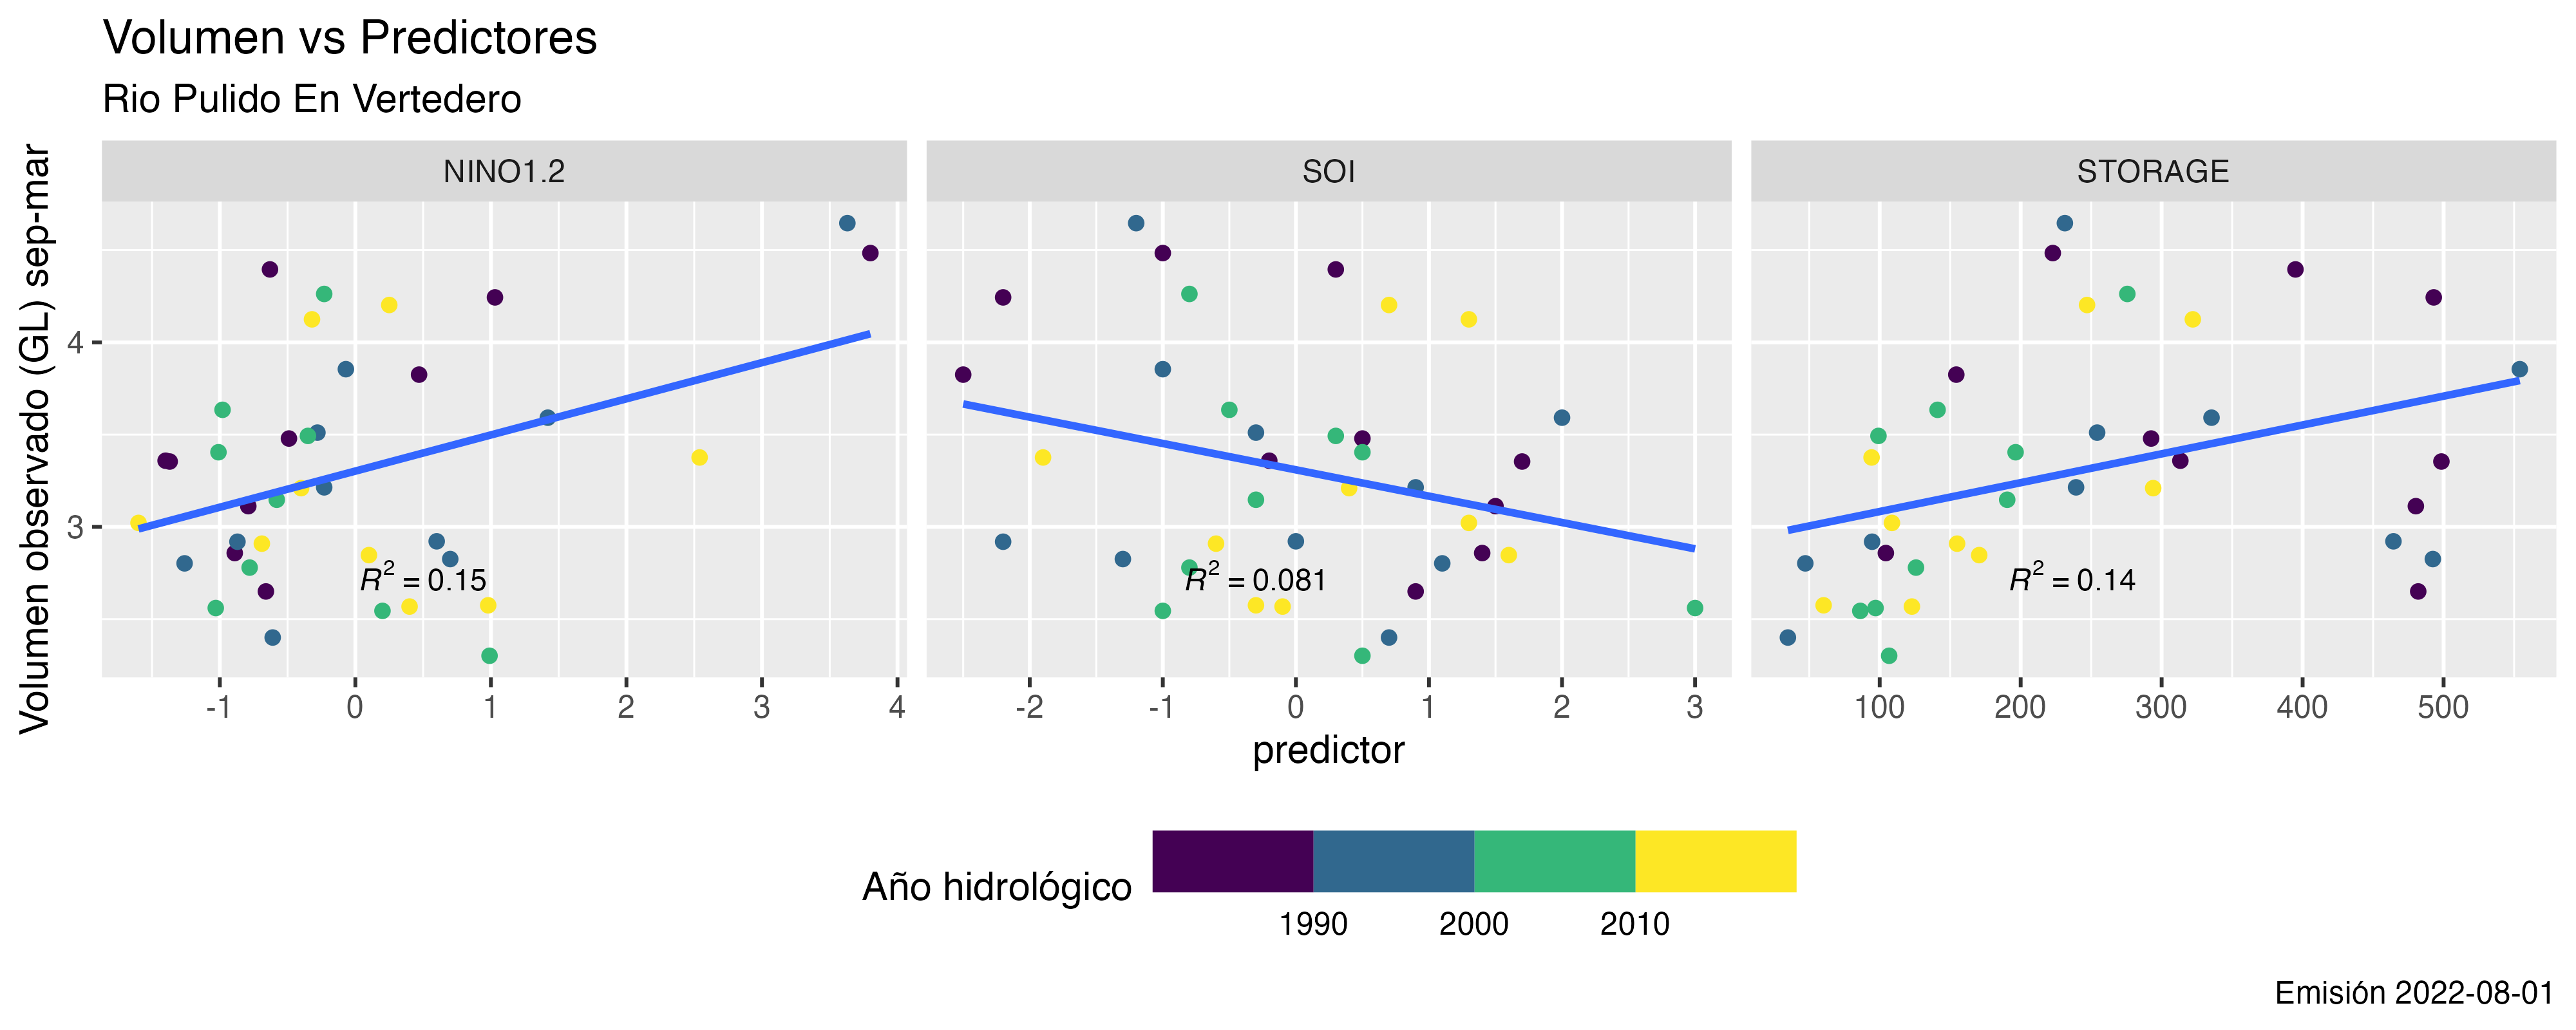 Volumen vs Predictores
Rio Pulido En Vertedero
Volumen observado (GL) sep-mar
NINO1.2
SOI
STORAGE
4
3
R² = 0.15
R² = 0.081
R² = 0.14
-1 0 1 2 3 4
-2 -1 0 1 2 3
100 200 300 400 500
predictor
Año hidrológico
1990 2000 2010
Emisión 2022-08-01